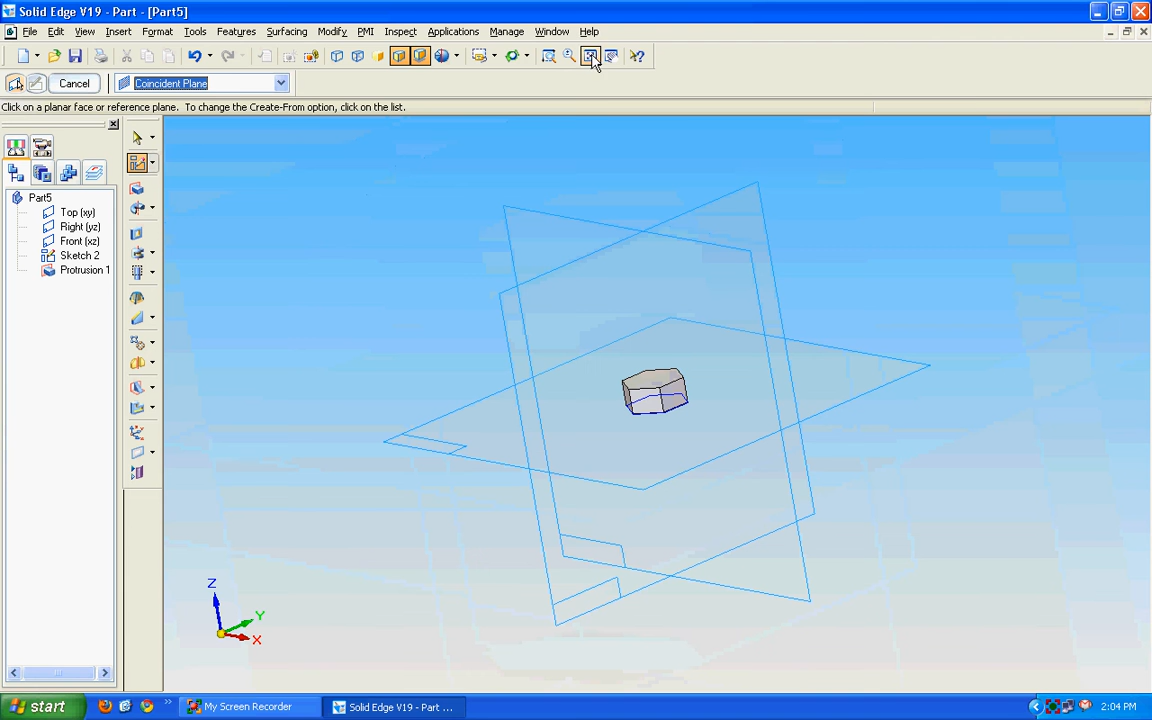 Solid Edge V19 - Part - [Part5]
File Edit View Insert Format Tools Features Surfacing Modify PMI Inspect Applications Manage Window Help
Cancel Coincident Plane
Click on a planar face or reference plane. To change the Create-From option, click on the list.
Part5
Top (xy)
Right (yz)
Front (xz)
Sketch 2
Protrusion 1
Z
Y
X
start My Screen Recorder Solid Edge V19 - Part ... 2:04 PM